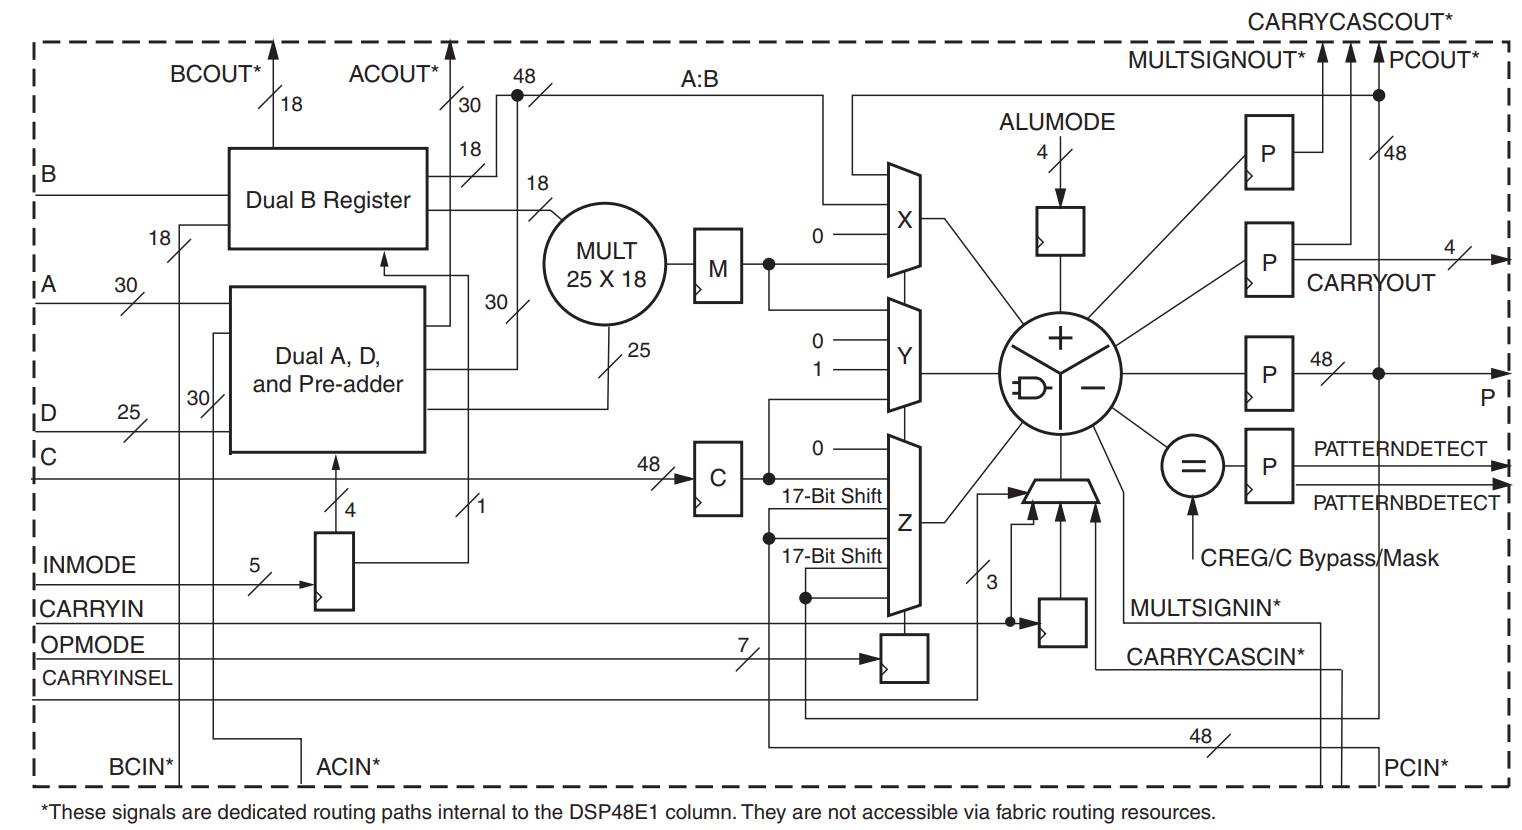 CARRYCASCOUT*
MULTSIGNOUT*
PCOUT*
BCOUT*
ACOUT*
48
A:B
18
30
ALUMODE
4
48
B
18
18
Dual B Register
P
18
MULT
25 X 18
M
0
X
P
4
CARRYOUT
A
30
30
0
1
Y
25
Dual A, D,
and Pre-adder
30
48
P
P
D
25
C
48
C
0
17-Bit Shift
17-Bit Shift
Z
P
PATTERNDETECT
PATTERNBDETECT
4
1
CREG/C Bypass/Mask
INMODE
5
3
CARRYIN
MULTSIGNIN*
OPMODE
7
CARRYCASCIN*
CARRYINSEL
48
BCIN*
ACIN*
PCIN*
*These signals are dedicated routing paths internal to the DSP48E1 column. They are not accessible via fabric routing resources.